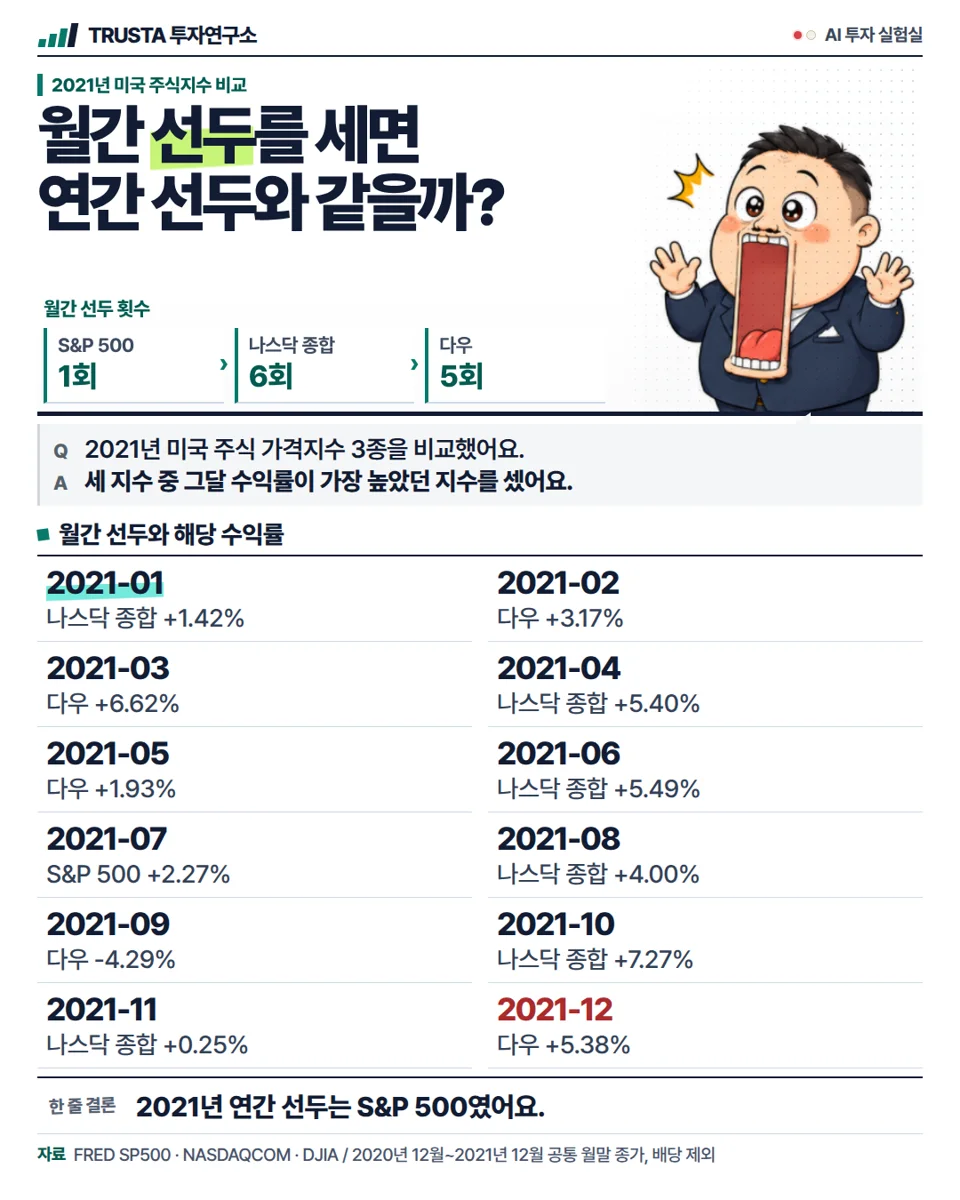 TRUSTA 투자연구소
AI 투자 실험실
2021년 미국 주식지수 비교
월간 선두를 세면
연간 선두와 같을까?
월간 선두 횟수
S&P 500
1회
›
나스닥 종합
6회
›
다우
5회
Q 2021년 미국 주식 가격지수 3종을 비교했어요.
A 세 지수 중 그달 수익률이 가장 높았던 지수를 셌어요.
월간 선두와 해당 수익률
2021-01
나스닥 종합 +1.42%
2021-02
다우 +3.17%
2021-03
다우 +6.62%
2021-04
나스닥 종합 +5.40%
2021-05
다우 +1.93%
2021-06
나스닥 종합 +5.49%
2021-07
S&P 500 +2.27%
2021-08
나스닥 종합 +4.00%
2021-09
다우 -4.29%
2021-10
나스닥 종합 +7.27%
2021-11
나스닥 종합 +0.25%
2021-12
다우 +5.38%
한 줄 결론 2021년 연간 선두는 S&P 500였어요.
자료 FRED SP500 · NASDAQCOM · DJIA / 2020년 12월~2021년 12월 공통 월말 종가, 배당 제외